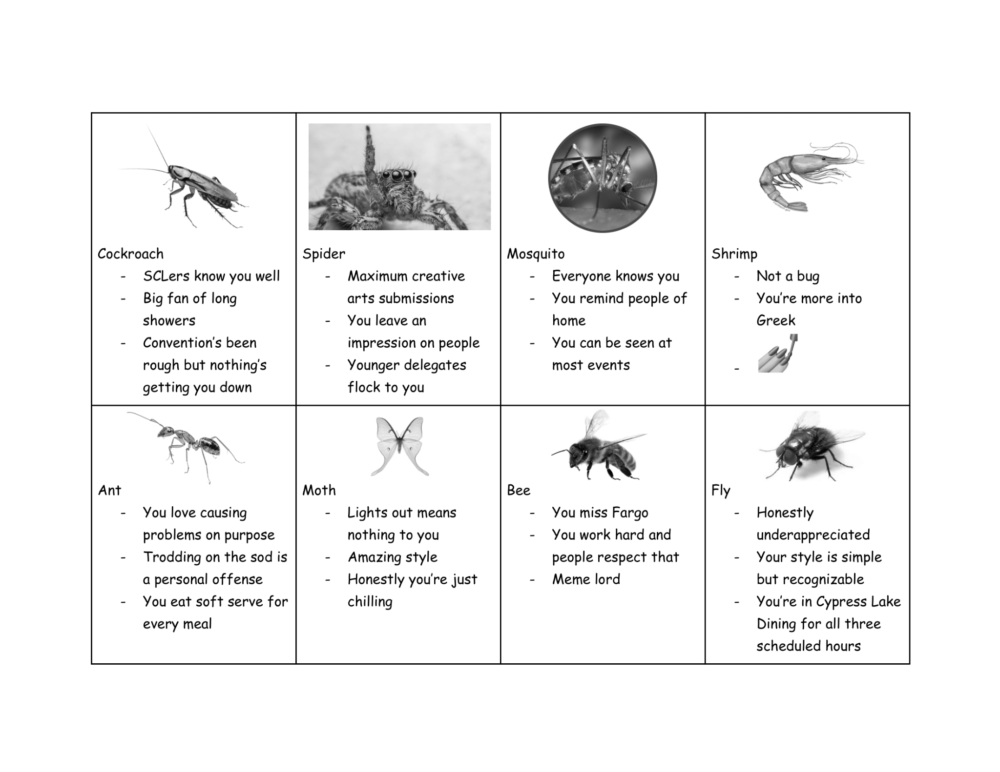 Cockroach
- SCLers know you well
- Big fan of long
showers
- Convention's been
rough but nothing's
getting you down
Spider
- Maximum creative
arts submissions
- You leave an
impression on people
- Younger delegates
flock to you
Mosquito
- Everyone knows you
- You remind people of
home
- You can be seen at
most events
Shrimp
- Not a bug
- You're more into
Greek
-
Ant
- You love causing
problems on purpose
- Trodding on the sod is
a personal offense
- You eat soft serve for
every meal
Moth
- Lights out means
nothing to you
- Amazing style
- Honestly you're just
chilling
Bee
- You miss Fargo
- You work hard and
people respect that
- Meme lord
Fly
- Honestly
underappreciated
- Your style is simple
but recognizable
- You're in Cypress Lake
Dining for all three
scheduled hours